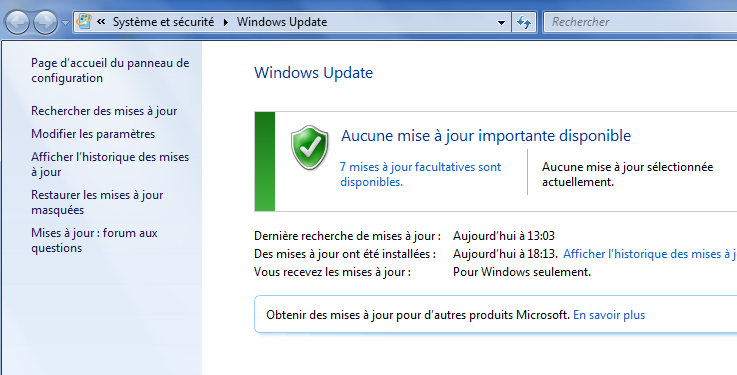 « Système et sécurité Windows Update Rechercher
Page d'accueil du panneau de
configuration
Rechercher des mises à jour
Modifier les paramètres
Afficher l'historique des mises
à jour
Restaurer les mises à jour
masquées
Mises à jour : forum aux
questions
Windows Update
Aucune mise à jour importante disponible
7 mises à jour facultatives sont
disponibles.
Aucune mise à jour sélectionnée
actuellement.
Dernière recherche de mises à jour : Aujourd'hui à 13:03
Des mises à jour ont été installées : Aujourd'hui à 18:13. Afficher l'historique des mises à
Vous recevez les mises à jour : Pour Windows seulement.
Obtenir des mises à jour pour d'autres produits Microsoft. En savoir plus